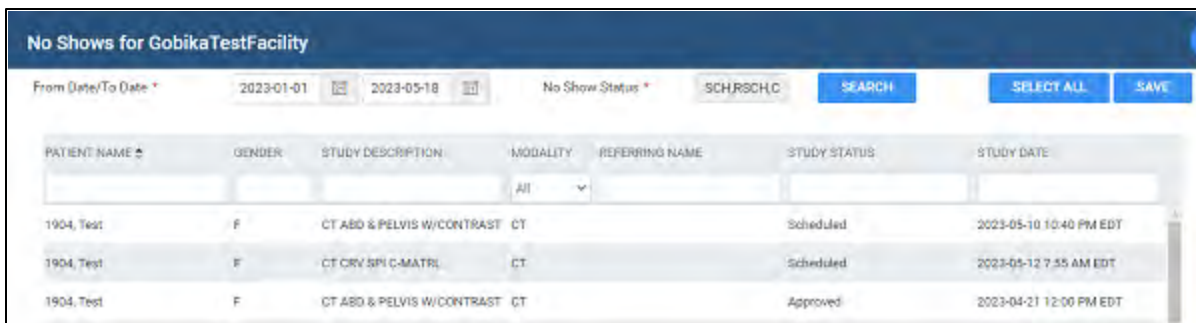 No Shows for GobikaTestFacility
From Date/To Date * 2023-01-01 2023-05-18 No Show Status * SCH,RSCH,C SEARCH SELECT ALL SAVE
PATIENT NAME GENDER STUDY DESCRIPTION MODALITY REFERRING NAME STUDY STATUS STUDY DATE
All
1904, Test F CT ABD & PELVIS W/CONTRAST CT Scheduled 2023-05-10 10:40 PM EDT
1904, Test F CT CRV SPI C-MATRL CT Scheduled 2023-05-12 7:55 AM EDT
1904, Test F CT ABD & PELVIS W/CONTRAST CT Approved 2023-04-21 12:00 PM EDT